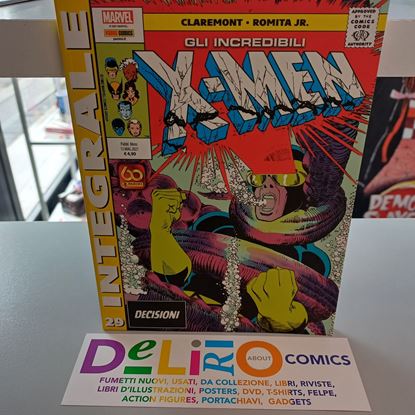 MARVEL
PANINI COMICS
CLAREMONT • ROMITA JR.
APPROVED
BY THE
COMICS
CODE
AUTHORITY
GLI INCREDIBILI
X-MEN
€ 4,90
60
INTEGRALE
29
DECISIONI
DELIRIO ABOUT COMICS
FUMETTI NUOVI, USATI, DA COLLEZIONE, LIBRI, RIVISTE,
LIBRI D'ILLUSTRAZIONI, POSTERS, DVD, T-SHIRTS, FELPE,
ACTION FIGURES, PORTACHIAVI, GADGETS